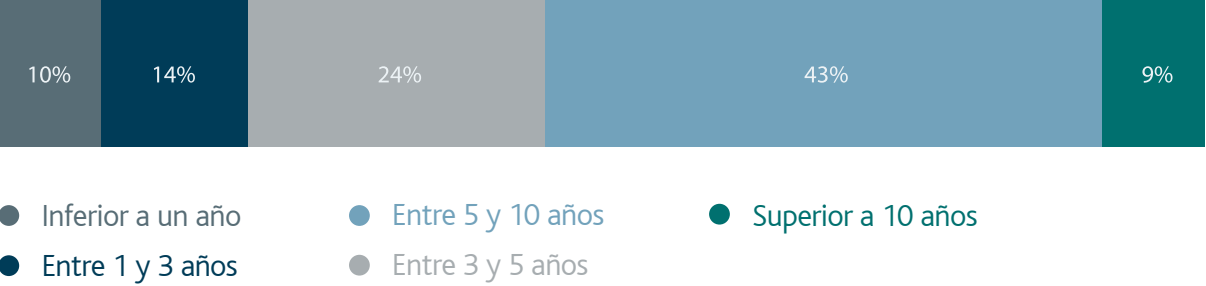 10% 14% 24% 43% 9%
Inferior a un año Entre 5 y 10 años Superior a 10 años
Entre 1 y 3 años Entre 3 y 5 años